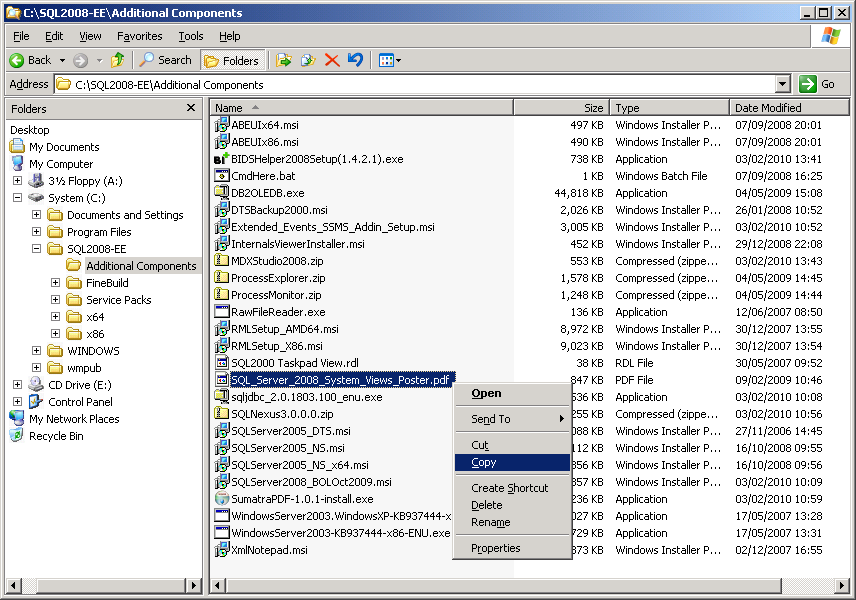 C:\SQL2008-EE\Additional Components
File Edit View Favorites Tools Help
Back Search Folders
Address C:\SQL2008-EE\Additional Components Go
Folders
Desktop
My Documents
My Computer
3½ Floppy (A:)
System (C:)
Documents and Settings
Program Files
SQL2008-EE
Additional Components
FineBuild
Service Packs
x64
x86
WINDOWS
wmpub
CD Drive (E:)
Control Panel
My Network Places
Recycle Bin
Name Size Type Date Modified
ABEUIx64.msi 497 KB Windows Installer P... 07/09/2008 20:01
ABEUIx86.msi 490 KB Windows Installer P... 07/09/2008 20:01
BIDSHelper2008Setup(1.4.2.1).exe 738 KB Application 03/02/2010 13:41
CmdHere.bat 1 KB Windows Batch File 07/09/2008 16:25
DB2OLEDB.exe 44,818 KB Application 04/05/2009 15:08
DTSBackup2000.msi 2,026 KB Windows Installer P... 26/01/2008 10:52
Extended_Events_SSMS_Addin_Setup.msi 3,005 KB Windows Installer P... 03/02/2010 10:52
InternalsViewerInstaller.msi 452 KB Windows Installer P... 29/12/2008 22:08
MDXStudio2008.zip 553 KB Compressed (zippe... 03/02/2010 13:43
ProcessExplorer.zip 1,578 KB Compressed (zippe... 04/05/2009 14:45
ProcessMonitor.zip 1,248 KB Compressed (zippe... 04/05/2009 14:44
RawFileReader.exe 136 KB Application 12/06/2007 08:50
RMLSetup_AMD64.msi 8,972 KB Windows Installer P... 30/12/2007 13:55
RMLSetup_X86.msi 9,023 KB Windows Installer P... 30/12/2007 13:54
SQL2000 Taskpad View.rdl 38 KB RDL File 30/05/2007 09:52
SQL_Server_2008_System_Views_Poster.pdf 847 KB PDF File 09/02/2009 10:46
sqljdbc_2.0.1803.100_enu.exe 536 KB Application 03/02/2010 10:08
SQLNexus3.0.0.0.zip 255 KB Compressed (zippe... 03/02/2010 10:56
SQLServer2005_DTS.msi 088 KB Windows Installer P... 27/11/2006 14:45
SQLServer2005_NS.msi 112 KB Windows Installer P... 16/10/2008 09:55
SQLServer2005_NS_x64.msi 856 KB Windows Installer P... 16/10/2008 09:56
SQLServer2008_BOLOct2009.msi 857 KB Windows Installer P... 03/02/2010 10:09
SumatraPDF-1.0.1-install.exe 236 KB Application 03/02/2010 10:59
WindowsServer2003.WindowsXP-KB937444-x 027 KB Application 17/05/2007 13:28
WindowsServer2003-KB937444-x86-ENU.exe 729 KB Application 17/05/2007 13:31
XmlNotepad.msi 873 KB Windows Installer P... 02/12/2007 16:55
Open
Send To
Cut
Copy
Create Shortcut
Delete
Rename
Properties